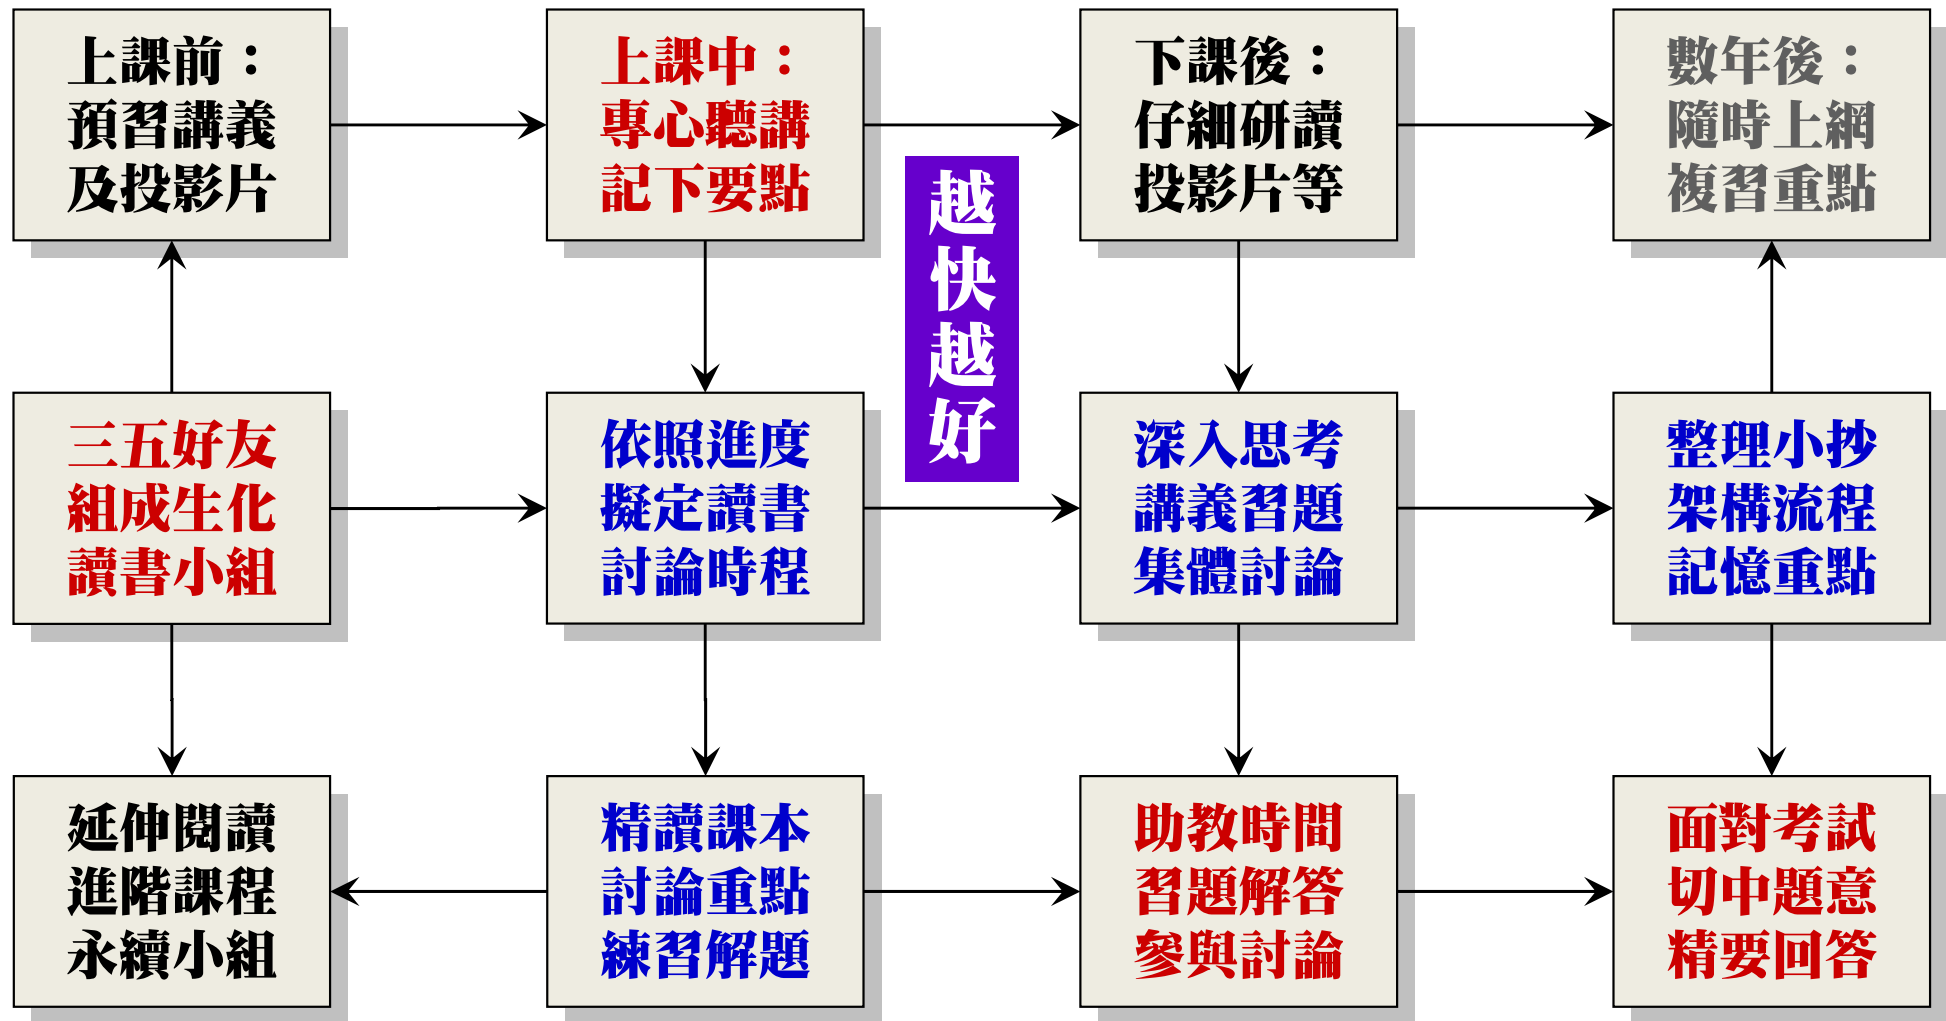 上課前：
預習講義
及投影片
上課中：
專心聽講
記下要點
下課後：
仔細研讀
投影片等
數年後：
隨時上網
複習重點
越
快
越
好
三五好友
組成生化
讀書小組
依照進度
擬定讀書
討論時程
深入思考
講義習題
集體討論
整理小抄
架構流程
記憶重點
延伸閱讀
進階課程
永續小組
精讀課本
討論重點
練習解題
助教時間
習題解答
參與討論
面對考試
切中題意
精要回答